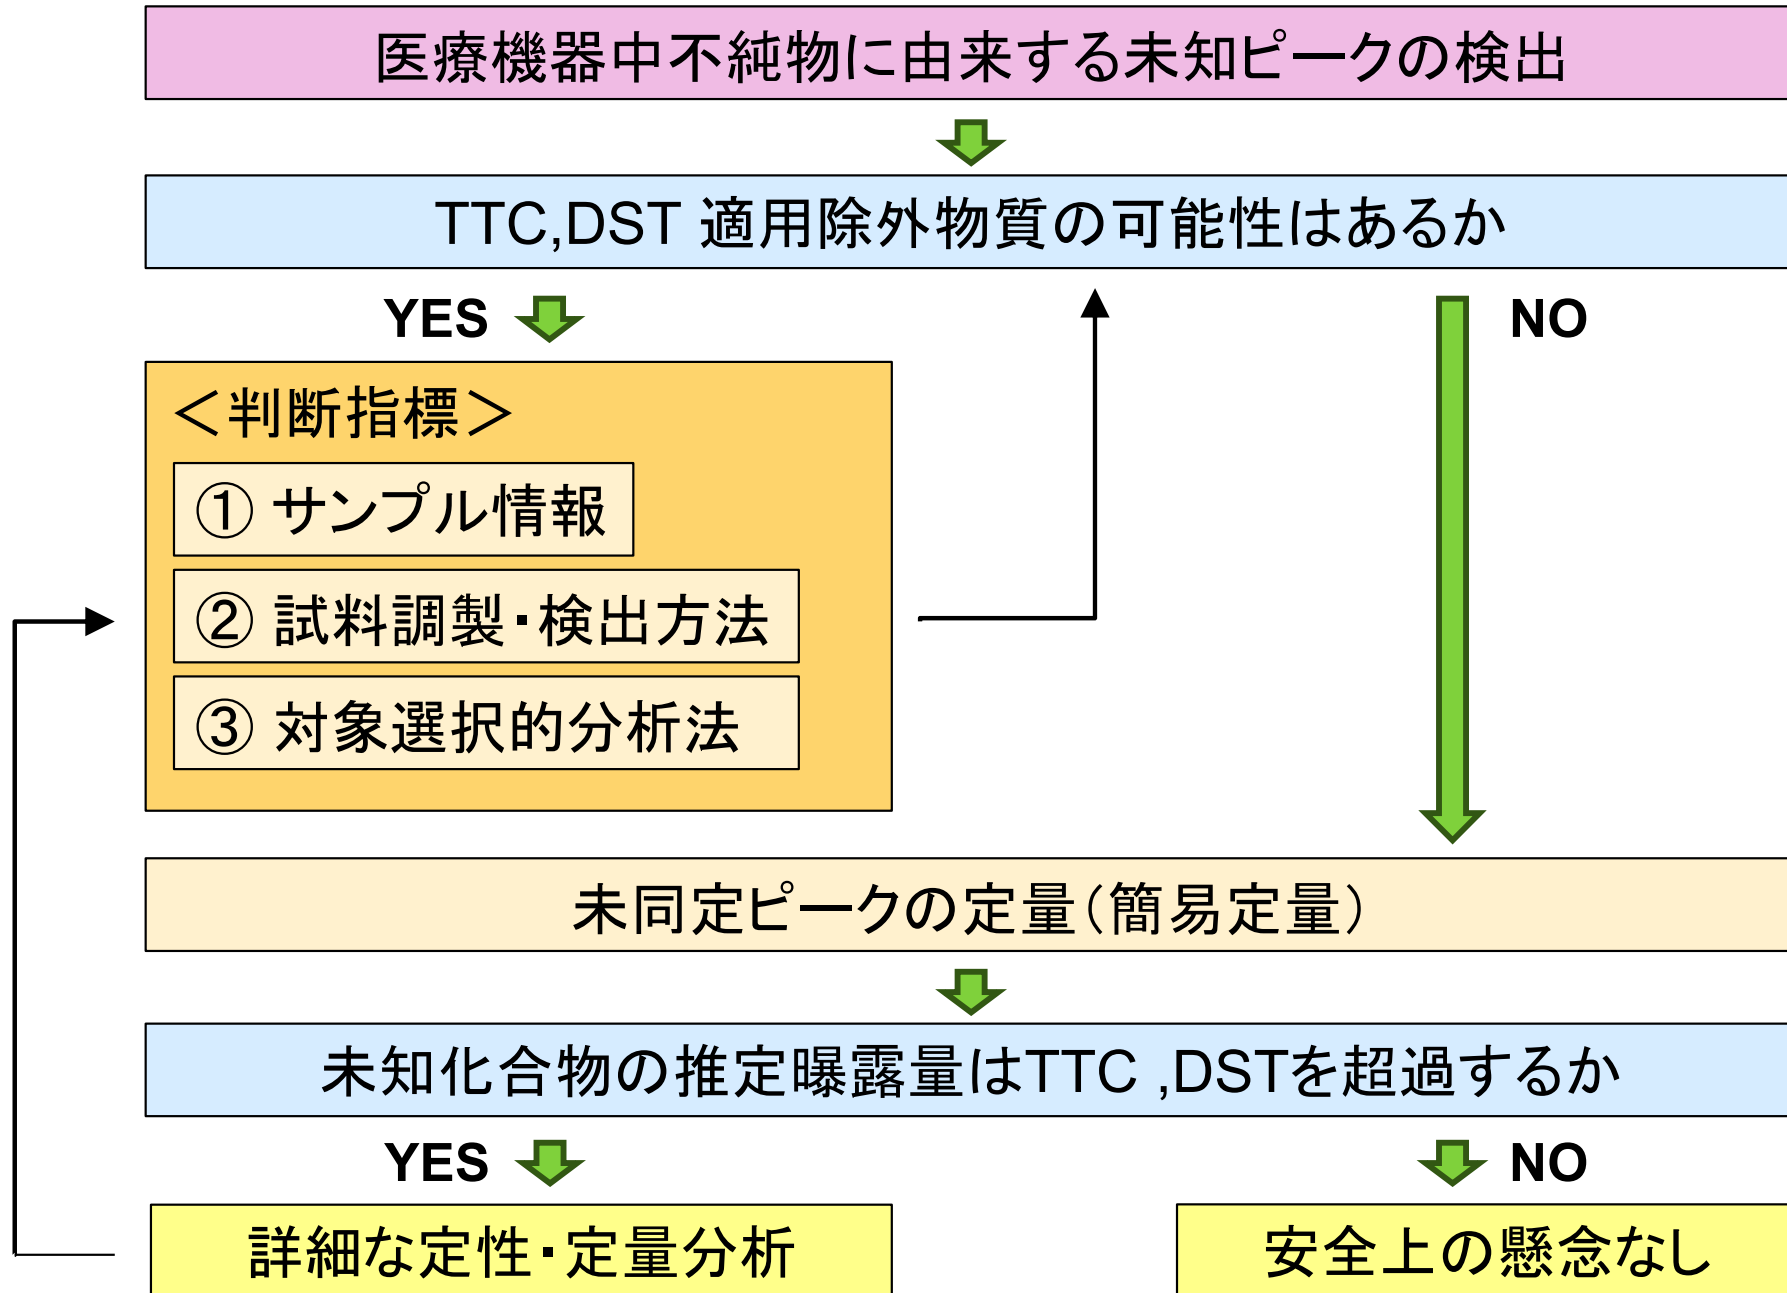 医療機器中不純物に由来する未知ピークの検出
TTC,DST 適用除外物質の可能性はあるか
YES
NO
＜判断指標＞
① サンプル情報
② 試料調製・検出方法
③ 対象選択的分析法
未同定ピークの定量（簡易定量）
未知化合物の推定曝露量はTTC ,DSTを超過するか
YES
NO
詳細な定性・定量分析
安全上の懸念なし